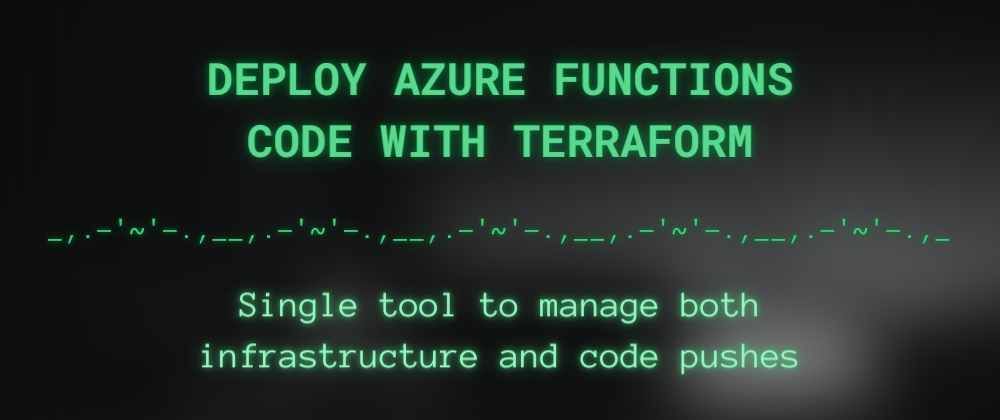 DEPLOY AZURE FUNCTIONS
CODE WITH TERRAFORM
_,.-'~'-.,__,.-'~'-.,__,.-'~'-.,__,.-'~'-.,__,.-'~'-.,_
Single tool to manage both
infrastructure and code pushes